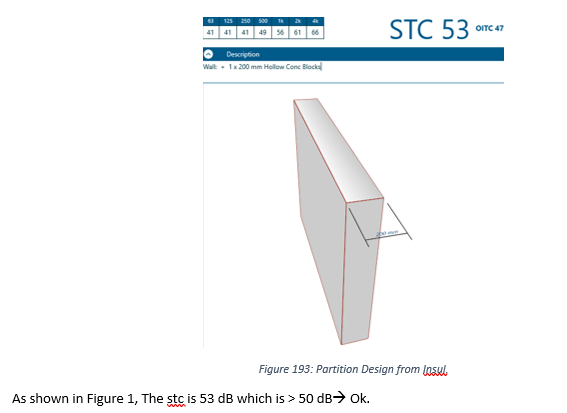 63 125 250 500 1k 2k 4k
41 41 41 49 56 61 66
STC 53 OITC 47
Description
Wall: + 1 x 200 mm Hollow Conc Blocks
200 mm
Figure 193: Partition Design from Insul.
As shown in Figure 1, The stc is 53 dB which is > 50 dB→ Ok.